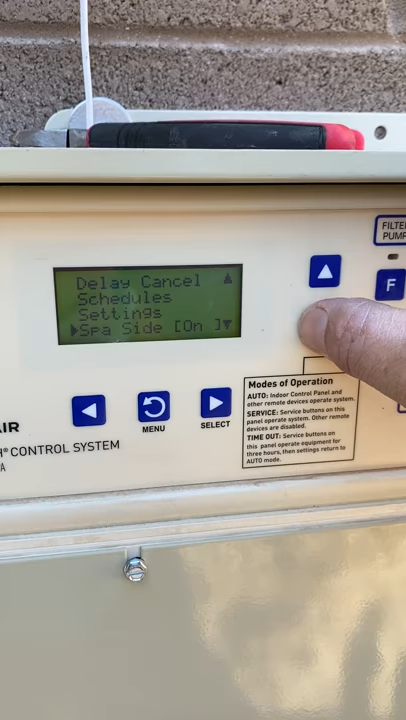 FILTER
PUMP
Delay Cancel ▲
Schedules
Settings
▶Spa Side [On ]▼
F
MENU
SELECT
Modes of Operation
AUTO: Indoor Control Panel and
other remote devices operate system.
SERVICE: Service buttons on this
panel operate system. Other remote
devices are disabled.
TIME OUT: Service buttons on
this panel operate equipment for
three hours, then settings return to
AUTO mode.
AIR
H® CONTROL SYSTEM
PA